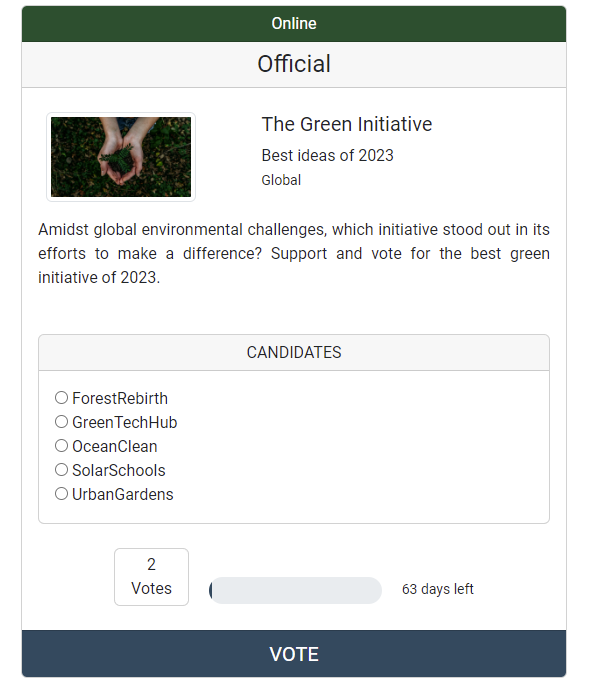 Online
Official
The Green Initiative
Best ideas of 2023
Global
Amidst global environmental challenges, which initiative stood out in its
efforts to make a difference? Support and vote for the best green
initiative of 2023.
CANDIDATES
ForestRebirth
GreenTechHub
OceanClean
SolarSchools
UrbanGardens
2
Votes
63 days left
VOTE